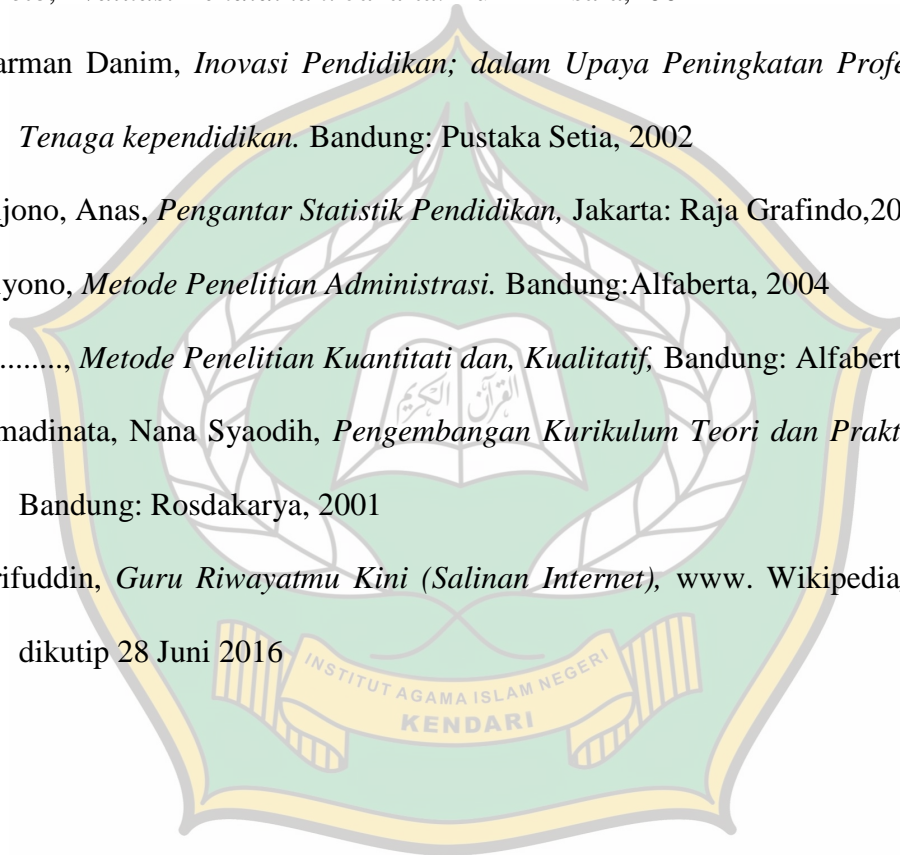 arman Danim, Inovasi Pendidikan; dalam Upaya Peningkatan Profe
Tenaga kependidikan. Bandung: Pustaka Setia, 2002
jono, Anas, Pengantar Statistik Pendidikan, Jakarta: Raja Grafindo,20
yono, Metode Penelitian Administrasi. Bandung:Alfaberta, 2004
........, Metode Penelitian Kuantitati dan, Kualitatif, Bandung: Alfabert
madinata, Nana Syaodih, Pengembangan Kurikulum Teori dan Prakt
Bandung: Rosdakarya, 2001
rifuddin, Guru Riwayatmu Kini (Salinan Internet), www. Wikipedia,
dikutip 28 Juni 2016
القرآن الكريم
INSTITUT AGAMA ISLAM NEGERI
KENDARI